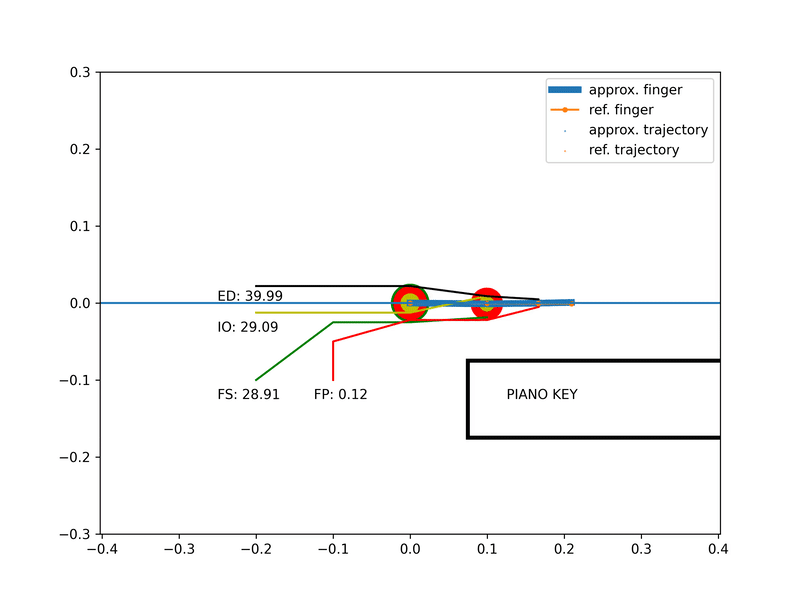 0.3
0.2
0.1
0.0
−0.1
−0.2
−0.3
−0.4
−0.3
−0.2
−0.1
0.0
0.1
0.2
0.3
0.4
approx. finger
ref. finger
approx. trajectory
ref. trajectory
ED: 39.99
IO: 29.09
FS: 28.91
FP: 0.12
PIANO KEY